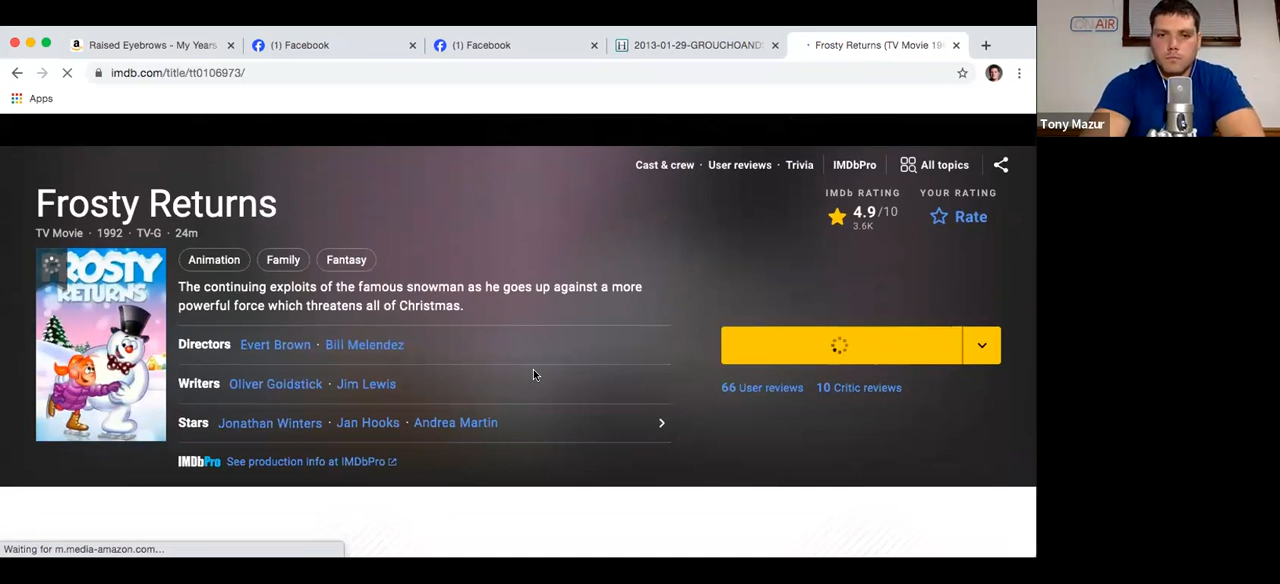 Raised Eyebrows - My Years
(1) Facebook
(1) Facebook
2013-01-29-GROUCHOAND
Frosty Returns (TV Movie 19
imdb.com/title/tt0106973/
Apps
ON AIR
Tony Mazur
Cast & crew · User reviews · Trivia
IMDbPro
All topics
Frosty Returns
TV Movie · 1992 · TV-G · 24m
IMDb RATING
4.9/10
3.6K
YOUR RATING
Rate
FROSTY
RETURNS
Animation
Family
Fantasy
The continuing exploits of the famous snowman as he goes up against a more
powerful force which threatens all of Christmas.
Directors Evert Brown · Bill Melendez
Writers Oliver Goldstick · Jim Lewis
Stars Jonathan Winters · Jan Hooks · Andrea Martin
IMDbPro See production info at IMDbPro
66 User reviews
10 Critic reviews
Waiting for m.media-amazon.com...